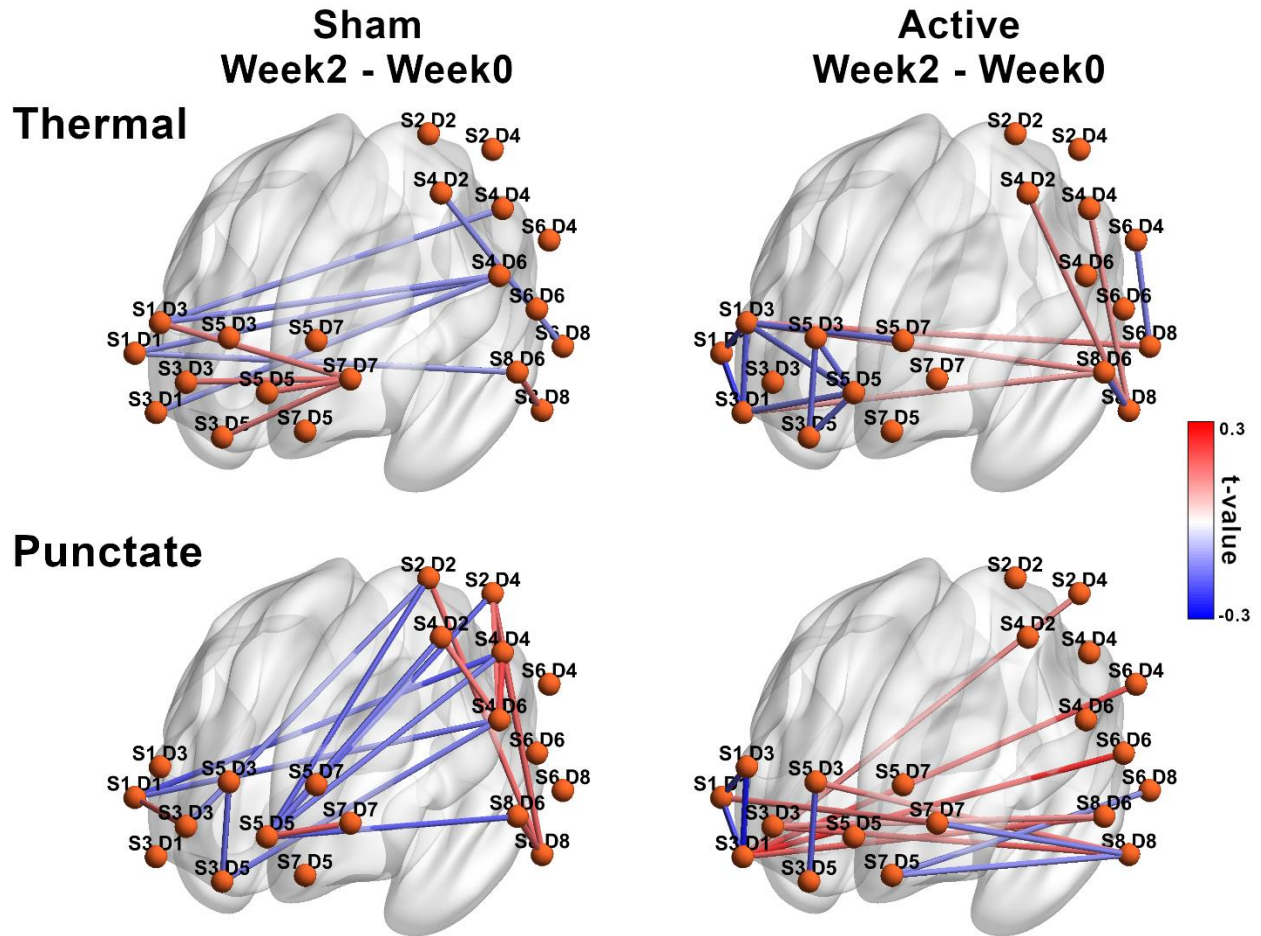 Sham
Week2 - Week0
Active
Week2 - Week0
Thermal
S2 D2
S2 D4
S4 D2
S4 D4
S6 D4
S4 D6
S1 D3
S6 D6
S1 D1
S5 D3
S5 D7
S6 D8
S3 D3
S5 D5
S7 D7
S8 D6
S3 D1
S3 D5
S7 D5
S8 D8
S2 D2
S2 D4
S4 D2
S4 D4
S6 D4
S4 D6
S1 D3
S6 D6
S5 D3
S5 D7
S6 D8
S3 D3
S5 D5
S7 D7
S8 D6
S3 D1
S3 D5
S7 D5
S8 D8
0.3
t-value
-0.3
Punctate
S2 D2
S2 D4
S4 D2
S4 D4
S6 D4
S4 D6
S1 D3
S6 D6
S1 D1
S5 D3
S5 D7
S6 D8
S3 D3
S5 D5
S7 D7
S8 D6
S3 D1
S3 D5
S7 D5
S8 D8
S2 D2
S2 D4
S4 D2
S4 D4
S6 D4
S4 D6
S1 D3
S6 D6
S5 D3
S5 D7
S6 D8
S3 D3
S5 D5
S7 D7
S8 D6
S3 D1
S3 D5
S7 D5
S8 D8